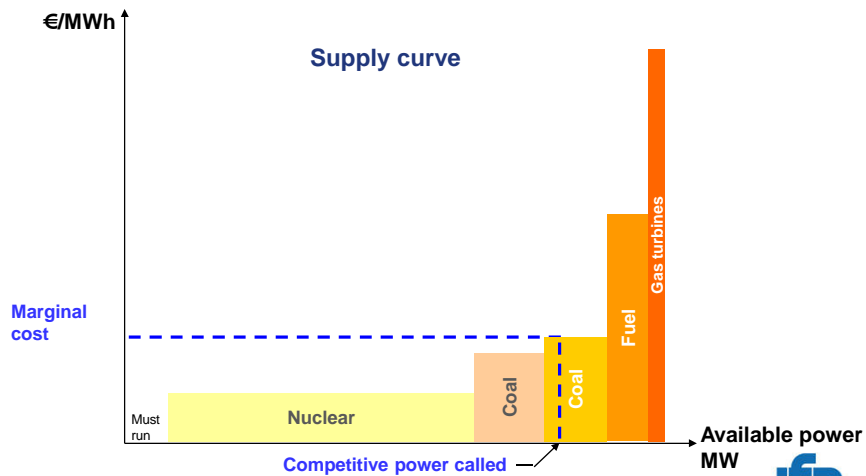 €/MWh
Supply curve
Marginal
cost
Must
run
Nuclear
Coal
Coal
Fuel
Gas turbines
Available power
MW
Competitive power called